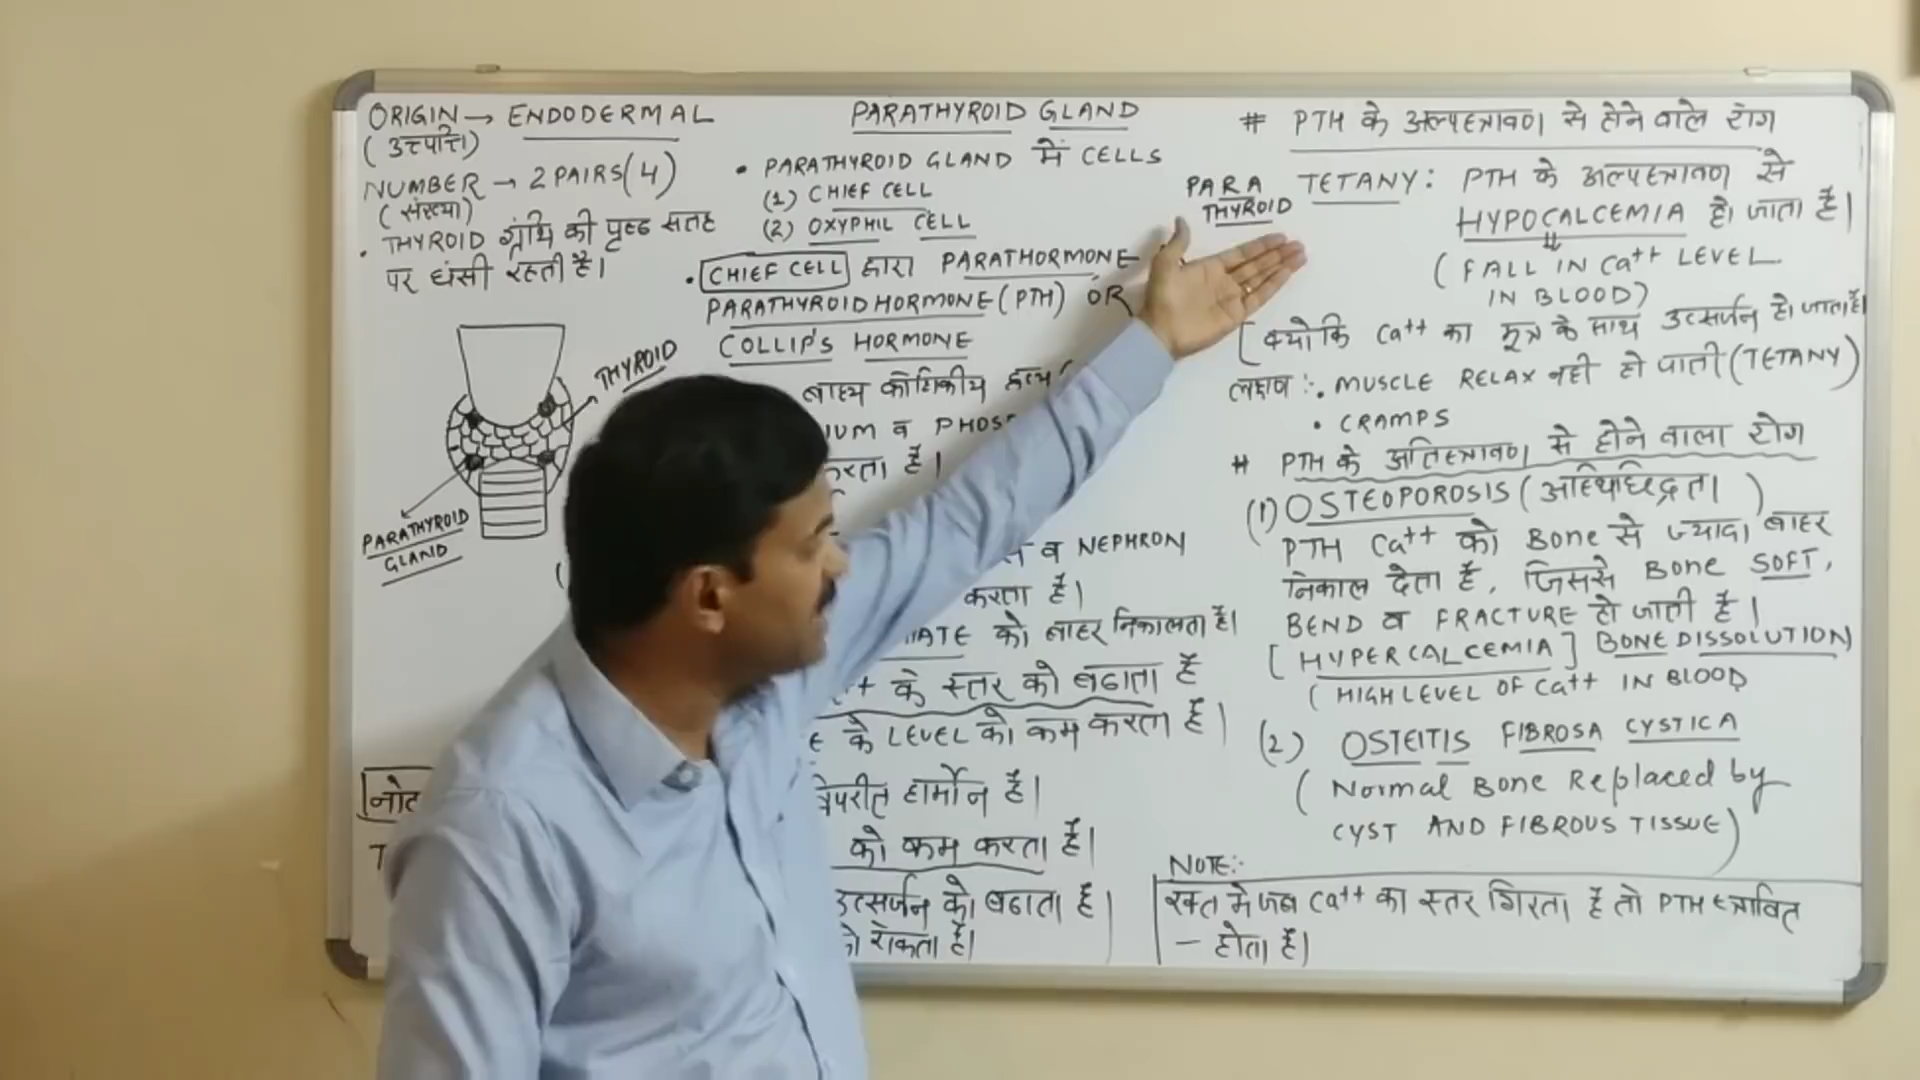 ORIGIN → ENDODERMAL
(उत्पत्ति)
NUMBER → 2 PAIRS(4)
(संख्या)
• THYROID ग्रंथि की पृष्ठ सतह
पर धंसी रहती है।
THYROID
PARATHYROID
GLAND
नोट
PARATHYROID GLAND
• PARATHYROID GLAND में CELLS
(1) CHIEF CELL
(2) OXYPHIL CELL
• CHIEF CELL द्वारा PARATHORMONE
PARATHYROID HORMONE (PTH) OR
COLLIP'S HORMONE
बाह्य कोशिकीय
व PHOS
करता है।
व NEPHRON
करता है।
को बाहर निकालता है।
के स्तर को बढाता है
के LEVEL को कम करता है।
हार्मोन है।
को कम करता है।
उत्सर्जन को बढाता है।
रोकता है।
PARA
THYROID
# PTH के अल्पस्त्रावण से होने वाले रोग
TETANY: PTH के अल्पस्त्रावण से
HYPOCALCEMIA हो जाता है।
(FALL IN Ca++ LEVEL
IN BLOOD)
[क्योकि Ca++ का मूत्र के साथ उत्सर्जन हो जाता है।
लक्षण :• MUSCLE RELAX नही हो पाती (TETANY)
• CRAMPS
# PTH के अतिस्त्रावण से होने वाला रोग
(1) OSTEOPOROSIS (अस्थिछिद्रता)
PTH Ca++ को Bone से ज्यादा बाहर
निकाल देता है, जिससे Bone SOFT,
BEND व FRACTURE हो जाती है।
[HYPERCALCEMIA] BONE DISSOLUTION)
(HIGH LEVEL OF Ca++ IN BLOOD
(2) OSTEITIS FIBROSA CYSTICA
(Normal Bone Replaced by
CYST AND FIBROUS TISSUE)
NOTE:-
रक्त मे जब Ca++ का स्तर गिरता है तो PTH स्त्रावित
— होता है।